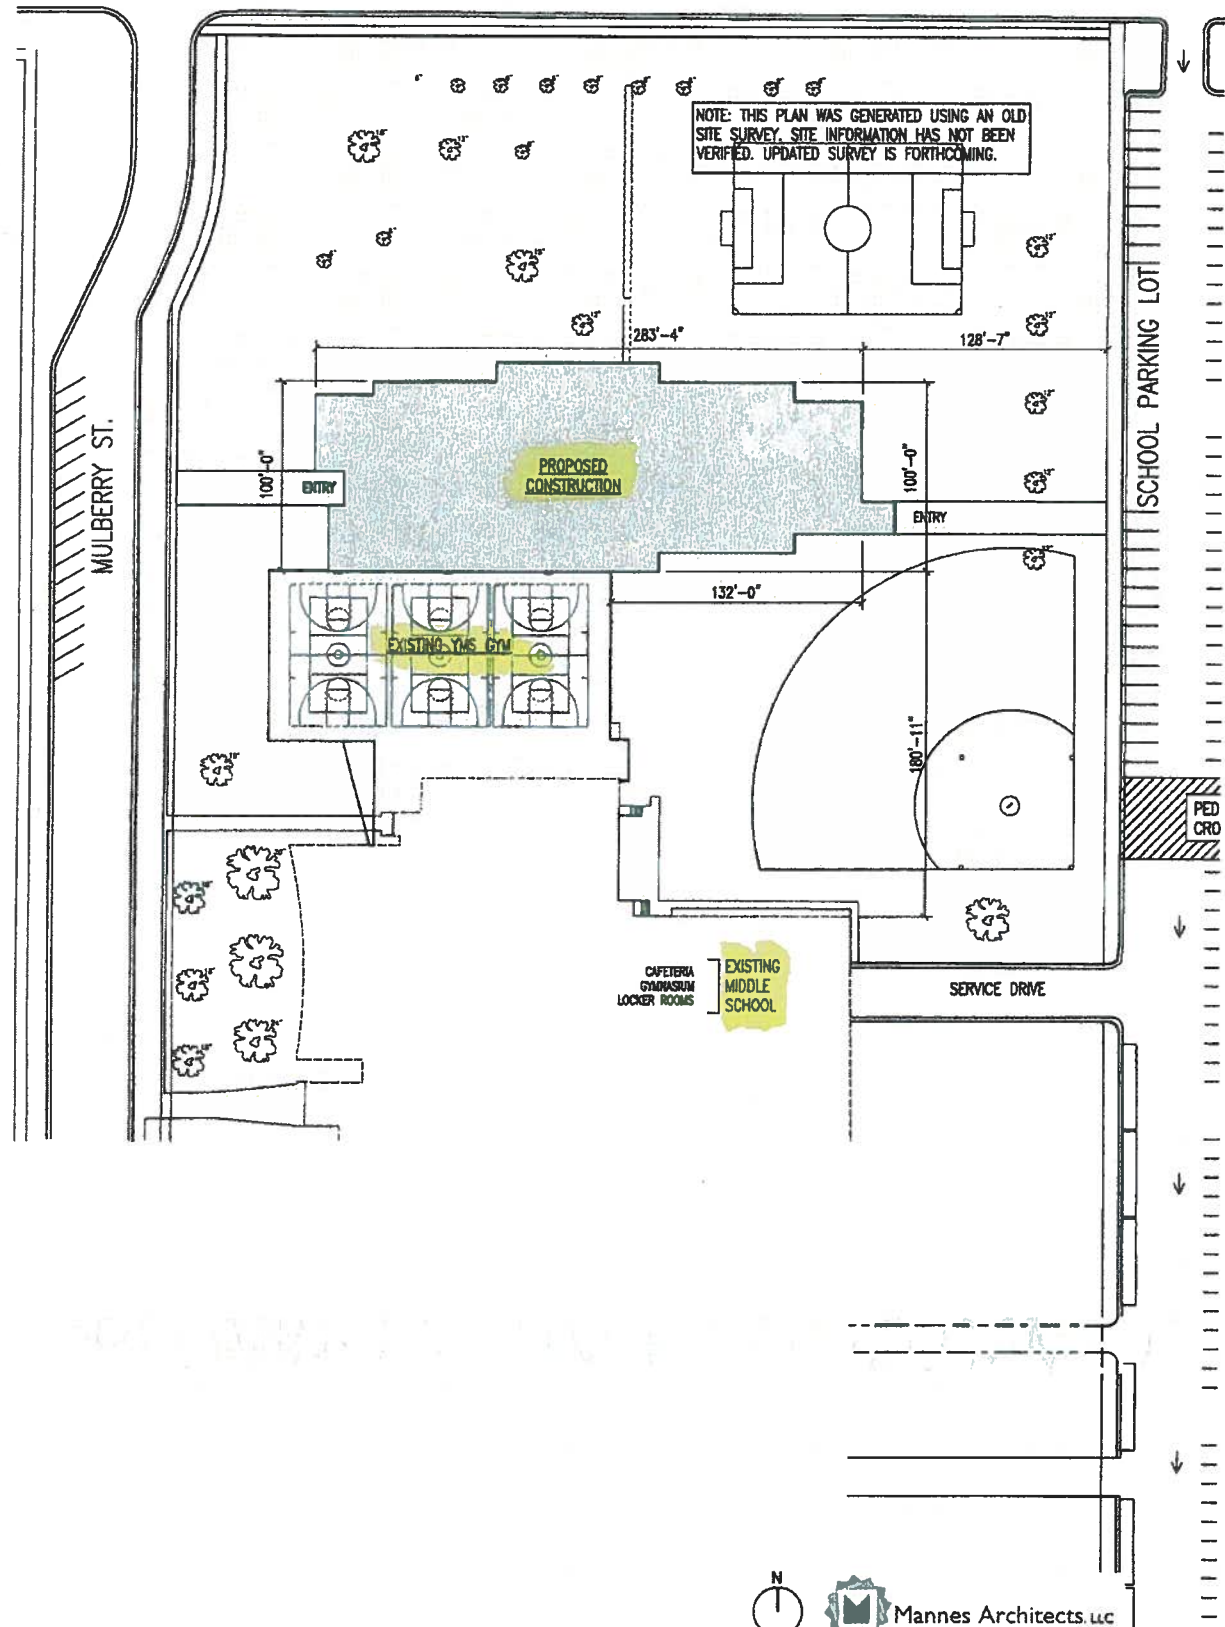 NOTE: THIS PLAN WAS GENERATED USING AN OLD
SITE SURVEY. SITE INFORMATION HAS NOT BEEN
VERIFIED. UPDATED SURVEY IS FORTHCOMING.
283'-4"
128'-7"
SCHOOL PARKING LOT
MULBERRY ST.
100'-0"
ENTRY
PROPOSED
CONSTRUCTION
100'-0"
ENTRY
132'-0"
EXISTING YMS GYM
180'-11"
PED
CRO
CAFETERIA
GYMNASIUM
LOCKER ROOMS
EXISTING
MIDDLE
SCHOOL
SERVICE DRIVE
N
M
Mannes Architects, LLC